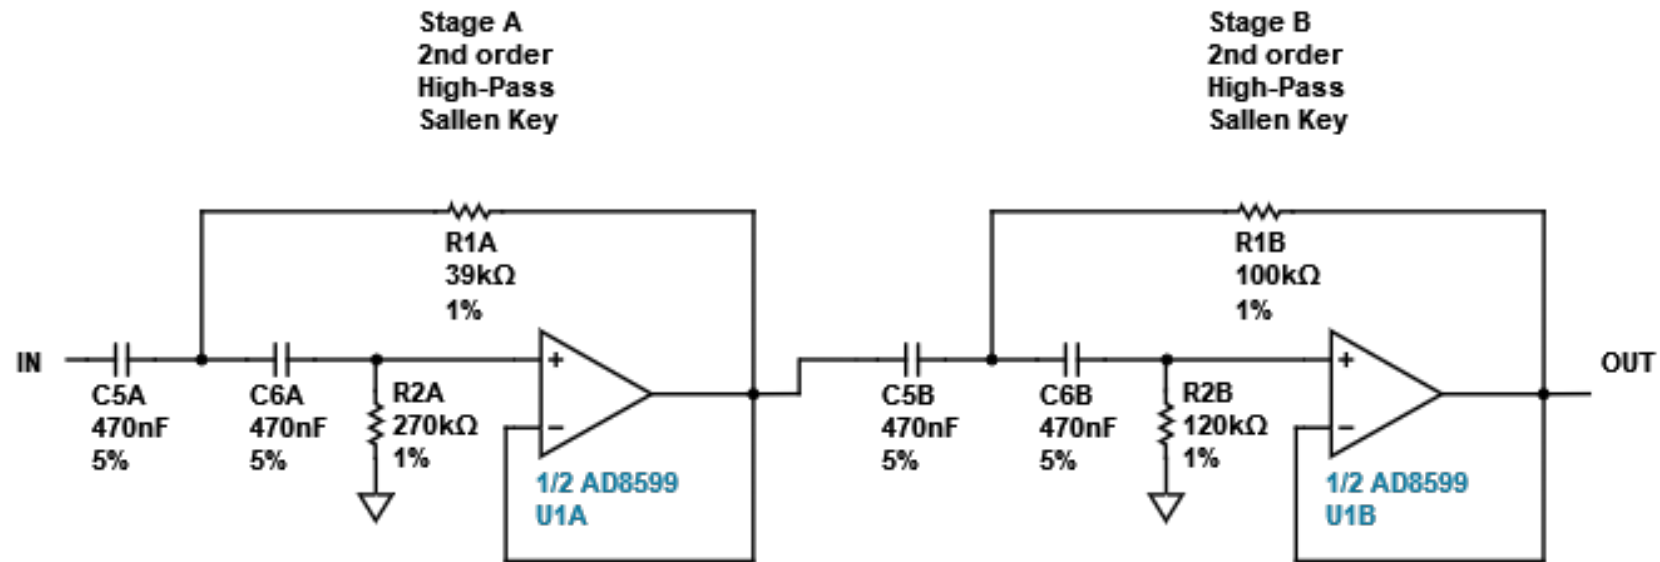 Stage A
2nd order
High-Pass
Sallen Key
Stage B
2nd order
High-Pass
Sallen Key
R1A
39kΩ
1%
R1B
100kΩ
1%
IN
C5A
470nF
5%
C6A
470nF
5%
R2A
270kΩ
1%
+
−
1/2 AD8599
U1A
C5B
470nF
5%
C6B
470nF
5%
R2B
120kΩ
1%
+
−
1/2 AD8599
U1B
OUT